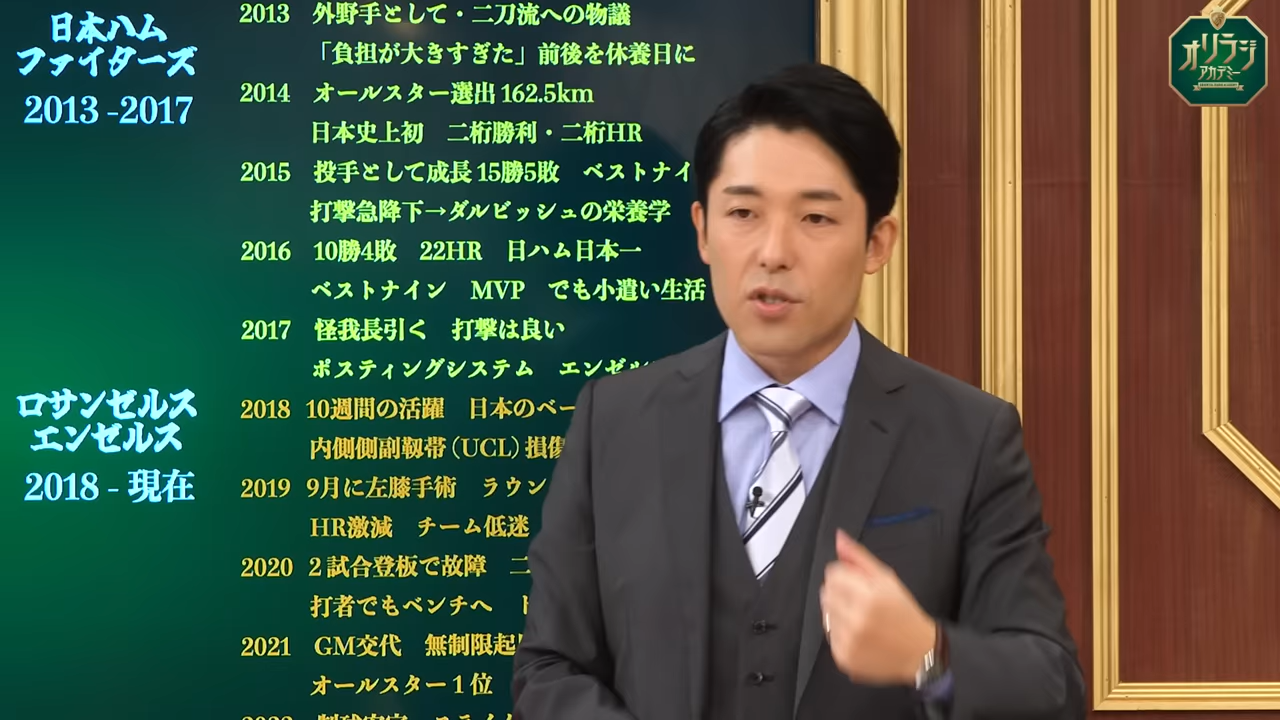 日本ハム
ファイターズ
2013 -2017
2013 外野手として・二刀流への物議
「負担が大きすぎた」前後を休養日に
2014 オールスター選出 162.5km
日本史上初 二桁勝利・二桁HR
2015 投手として成長 15勝5敗 ベストナイ
打撃急降下→ダルビッシュの栄養学
2016 10勝4敗 22HR 日ハム日本一
ベストナイン MVP でも小遣い生活
2017 怪我長引く 打撃は良い
ポスティングシステム エンゼル
ロサンゼルス
エンゼルス
2018 - 現在
2018 10週間の活躍 日本のベー
内側側副靱帯（UCL）損傷
2019 9月に左膝手術 ラウン
HR激減 チーム低迷
2020 2試合登板で故障 二
打者でもベンチへ
2021 GM交代 無制限起
オールスター1位
オリラジ
アカデミー